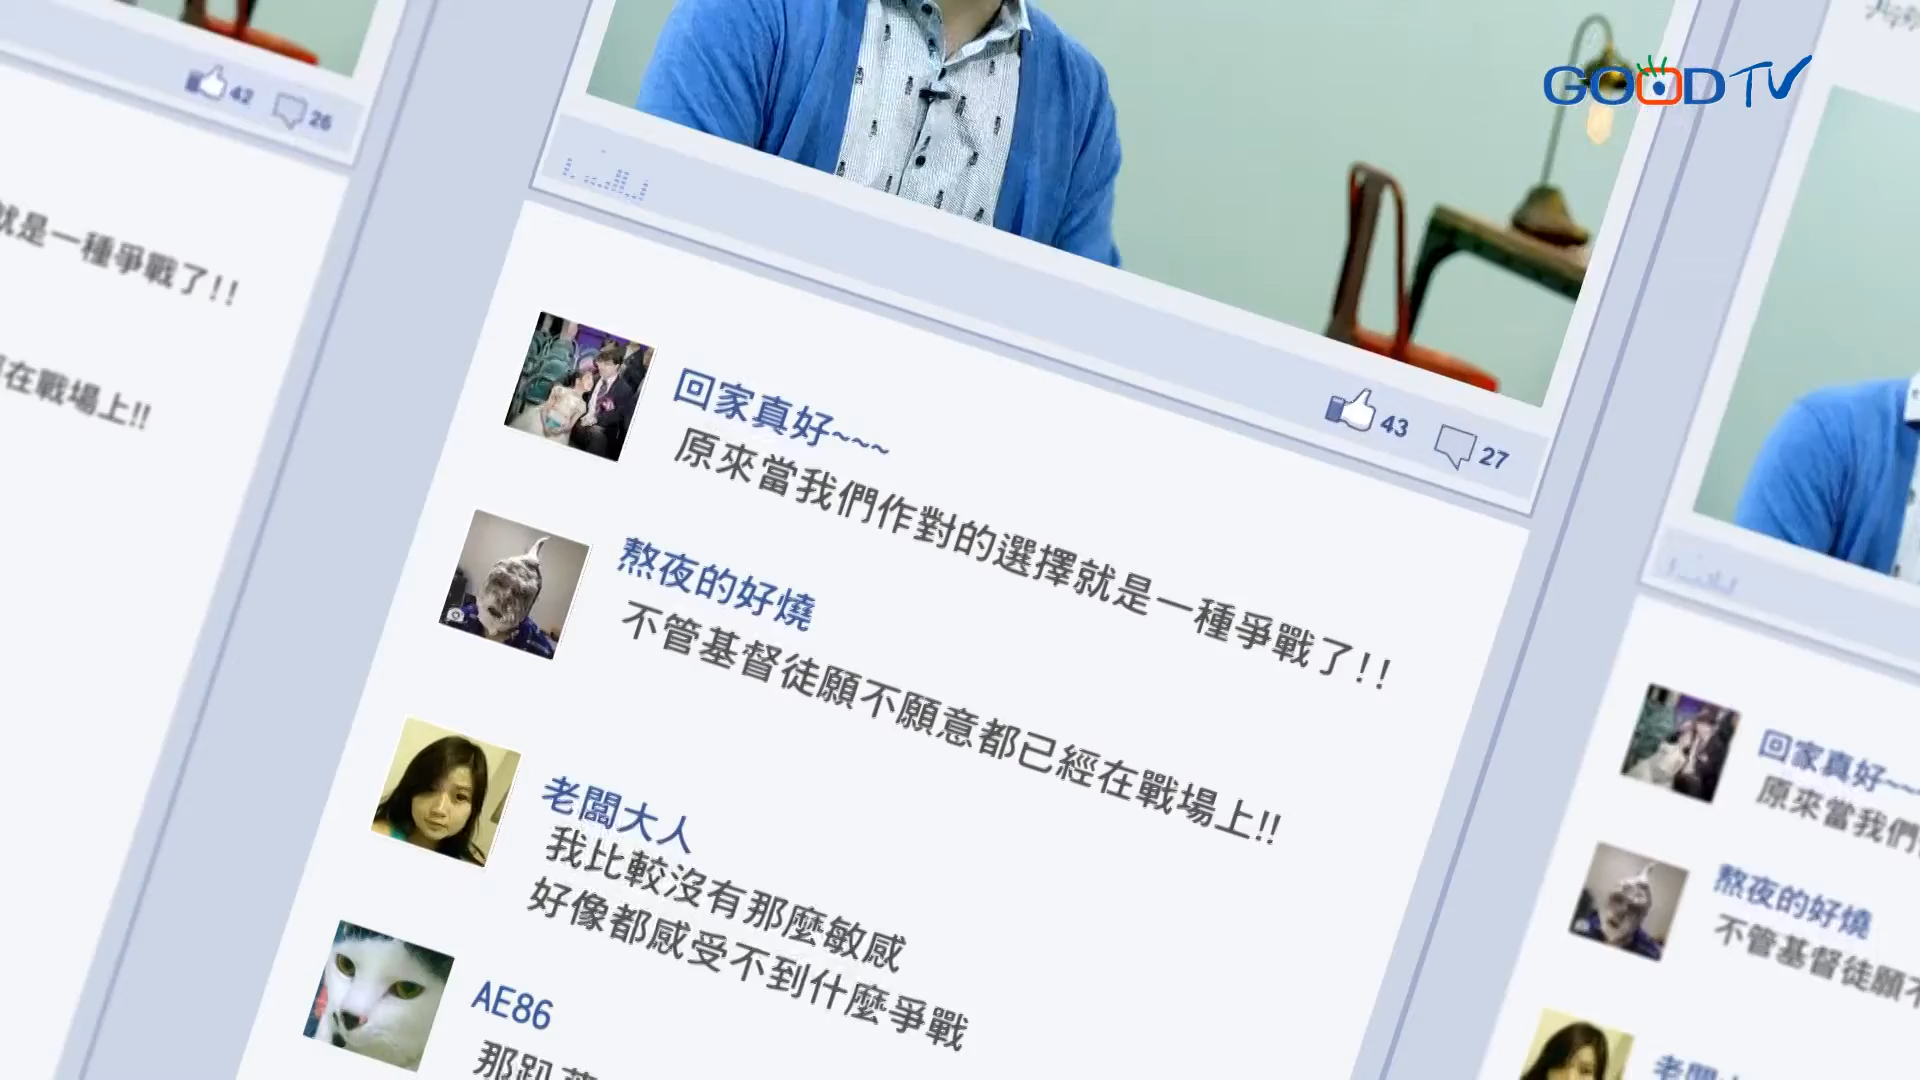 GOOD TV
42
26
就是一種爭戰了!!
在戰場上!!
43
27
回家真好~~~
原來當我們作對的選擇就是一種爭戰了!!
熬夜的好燒
不管基督徒願不願意都已經在戰場上!!
老闆大人
我比較沒有那麼敏感
好像都感受不到什麼爭戰
AE86
回家真好~~
原來當我們
熬夜的好燒
不管基督徒願不
老闆